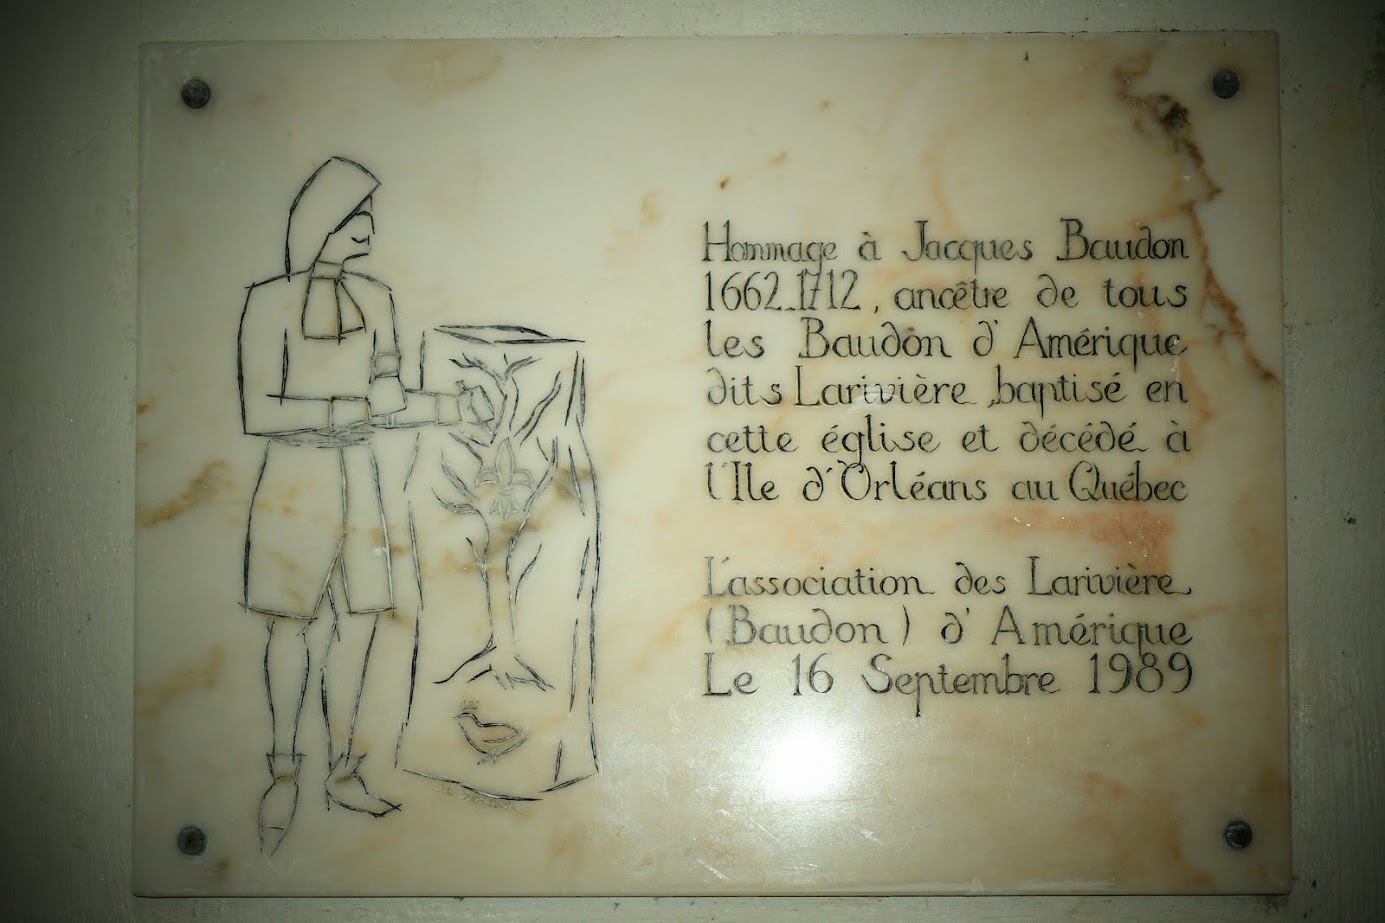 Hommage à Jacques Baudon
1662-1712, ancêtre de tous
les Baudon d'Amérique
dits Larivière, baptisé en
cette église et décédé à
l'Ile d'Orléans au Québec
L'association des Larivière
(Baudon) d'Amérique
Le 16 Septembre 1989